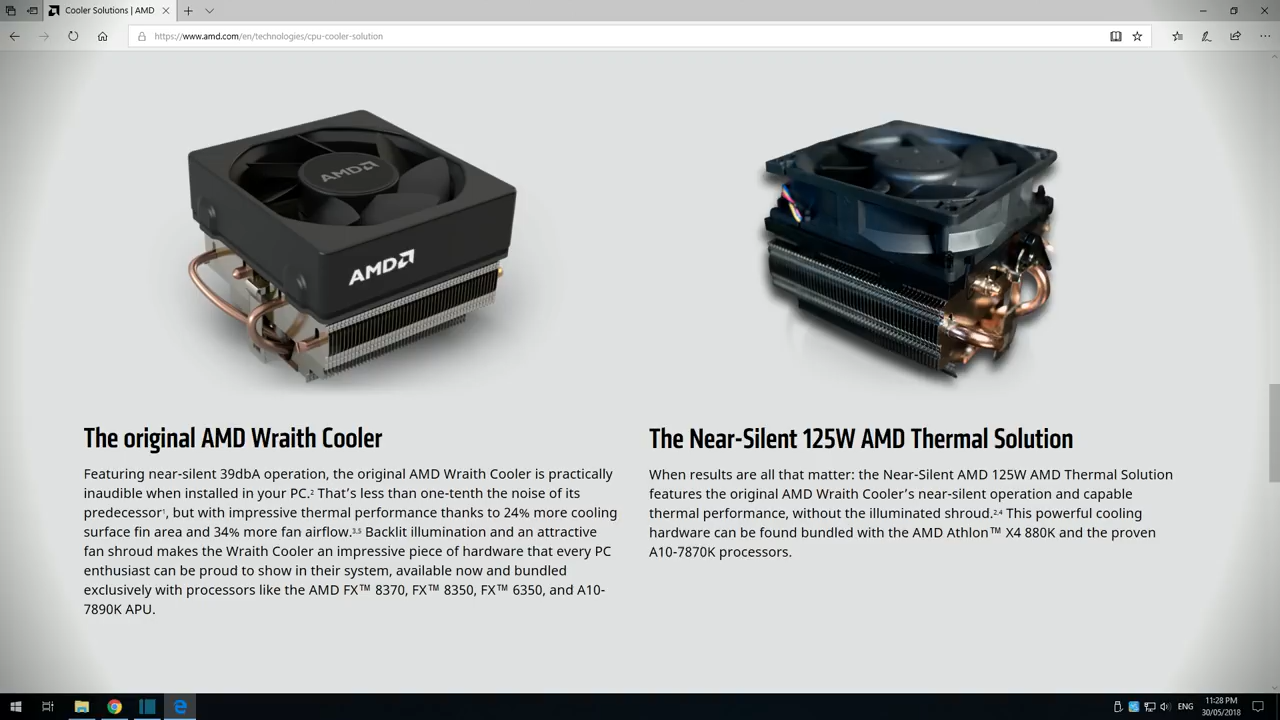 Cooler Solutions | AMD
https://www.amd.com/en/technologies/cpu-cooler-solution
AMD
AMD
The original AMD Wraith Cooler
Featuring near-silent 39dbA operation, the original AMD Wraith Cooler is practically
inaudible when installed in your PC.² That's less than one-tenth the noise of its
predecessor¹, but with impressive thermal performance thanks to 24% more cooling
surface fin area and 34% more fan airflow.³,⁵ Backlit illumination and an attractive
fan shroud makes the Wraith Cooler an impressive piece of hardware that every PC
enthusiast can be proud to show in their system, available now and bundled
exclusively with processors like the AMD FX™ 8370, FX™ 8350, FX™ 6350, and A10-
7890K APU.
The Near-Silent 125W AMD Thermal Solution
When results are all that matter: the Near-Silent AMD 125W AMD Thermal Solution
features the original AMD Wraith Cooler's near-silent operation and capable
thermal performance, without the illuminated shroud.²,⁴ This powerful cooling
hardware can be found bundled with the AMD Athlon™ X4 880K and the proven
A10-7870K processors.
ENG
11:28 PM
30/05/2018